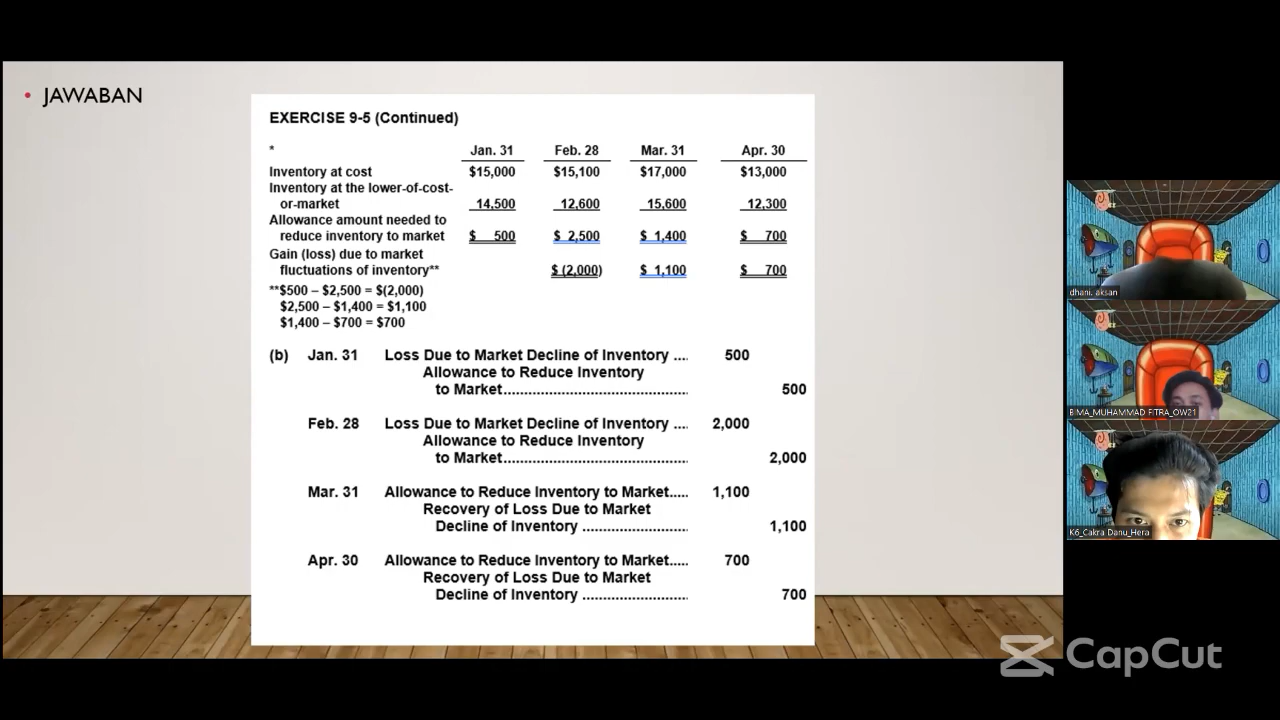 • JAWABAN
EXERCISE 9-5 (Continued)
* Jan. 31 Feb. 28 Mar. 31 Apr. 30
Inventory at cost $15,000 $15,100 $17,000 $13,000
Inventory at the lower-of-cost-
or-market 14,500 12,600 15,600 12,300
Allowance amount needed to
reduce inventory to market $ 500 $ 2,500 $ 1,400 $ 700
Gain (loss) due to market
fluctuations of inventory** $ (2,000) $ 1,100 $ 700
**$500 – $2,500 = $(2,000)
$2,500 – $1,400 = $1,100
$1,400 – $700 = $700
(b) Jan. 31 Loss Due to Market Decline of Inventory .... 500
Allowance to Reduce Inventory
to Market............................................ 500
Feb. 28 Loss Due to Market Decline of Inventory .... 2,000
Allowance to Reduce Inventory
to Market............................................ 2,000
Mar. 31 Allowance to Reduce Inventory to Market..... 1,100
Recovery of Loss Due to Market
Decline of Inventory ......................... 1,100
Apr. 30 Allowance to Reduce Inventory to Market..... 700
Recovery of Loss Due to Market
Decline of Inventory ......................... 700
dhani. aksan
BIMA_MUHAMMAD FITRA_OW21
K6_Cakra Danu_Hera
CapCut